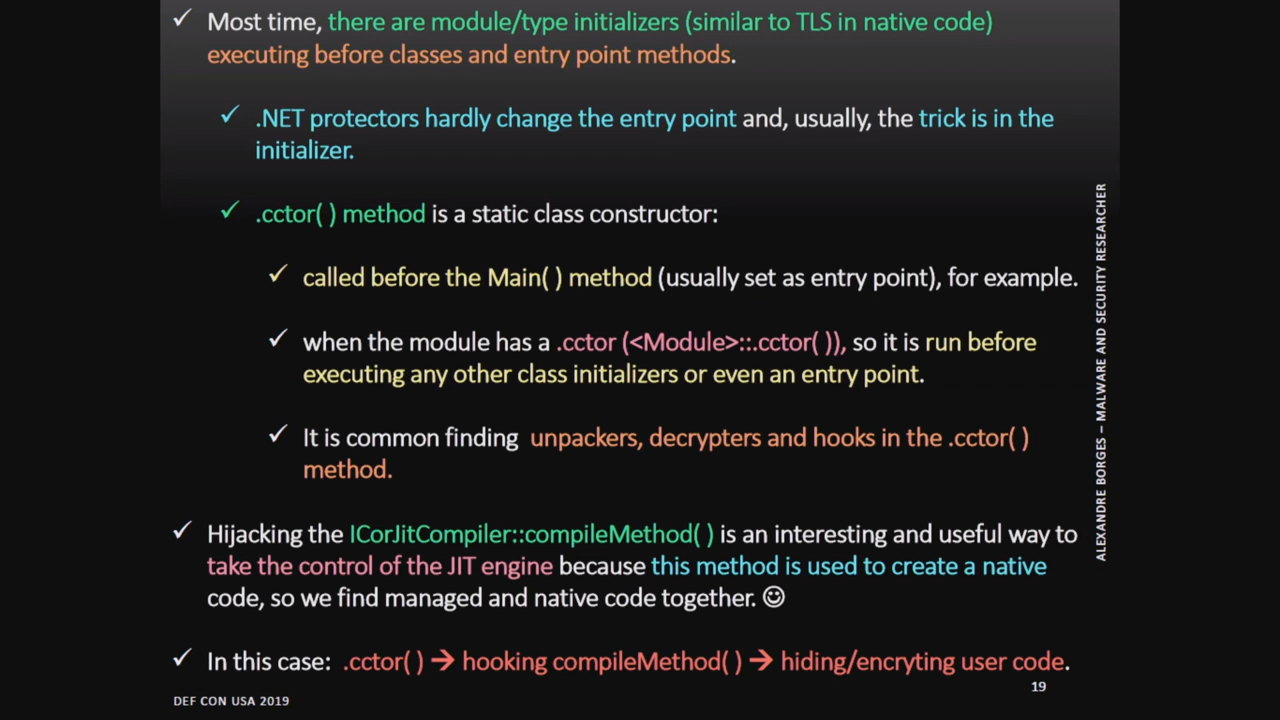 ✓ Most time, there are module/type initializers (similar to TLS in native code)
executing before classes and entry point methods.
✓ .NET protectors hardly change the entry point and, usually, the trick is in the
initializer.
✓ .cctor( ) method is a static class constructor:
✓ called before the Main( ) method (usually set as entry point), for example.
✓ when the module has a .cctor (<Module>::.cctor( )), so it is run before
executing any other class initializers or even an entry point.
✓ It is common finding unpackers, decrypters and hooks in the .cctor( )
method.
✓ Hijacking the ICorJitCompiler::compileMethod( ) is an interesting and useful way to
take the control of the JIT engine because this method is used to create a native
code, so we find managed and native code together. ☺
✓ In this case: .cctor( ) → hooking compileMethod( ) → hiding/encryting user code.
ALEXANDRE BORGES – MALWARE AND SECURITY RESEARCHER
DEF CON USA 2019
19